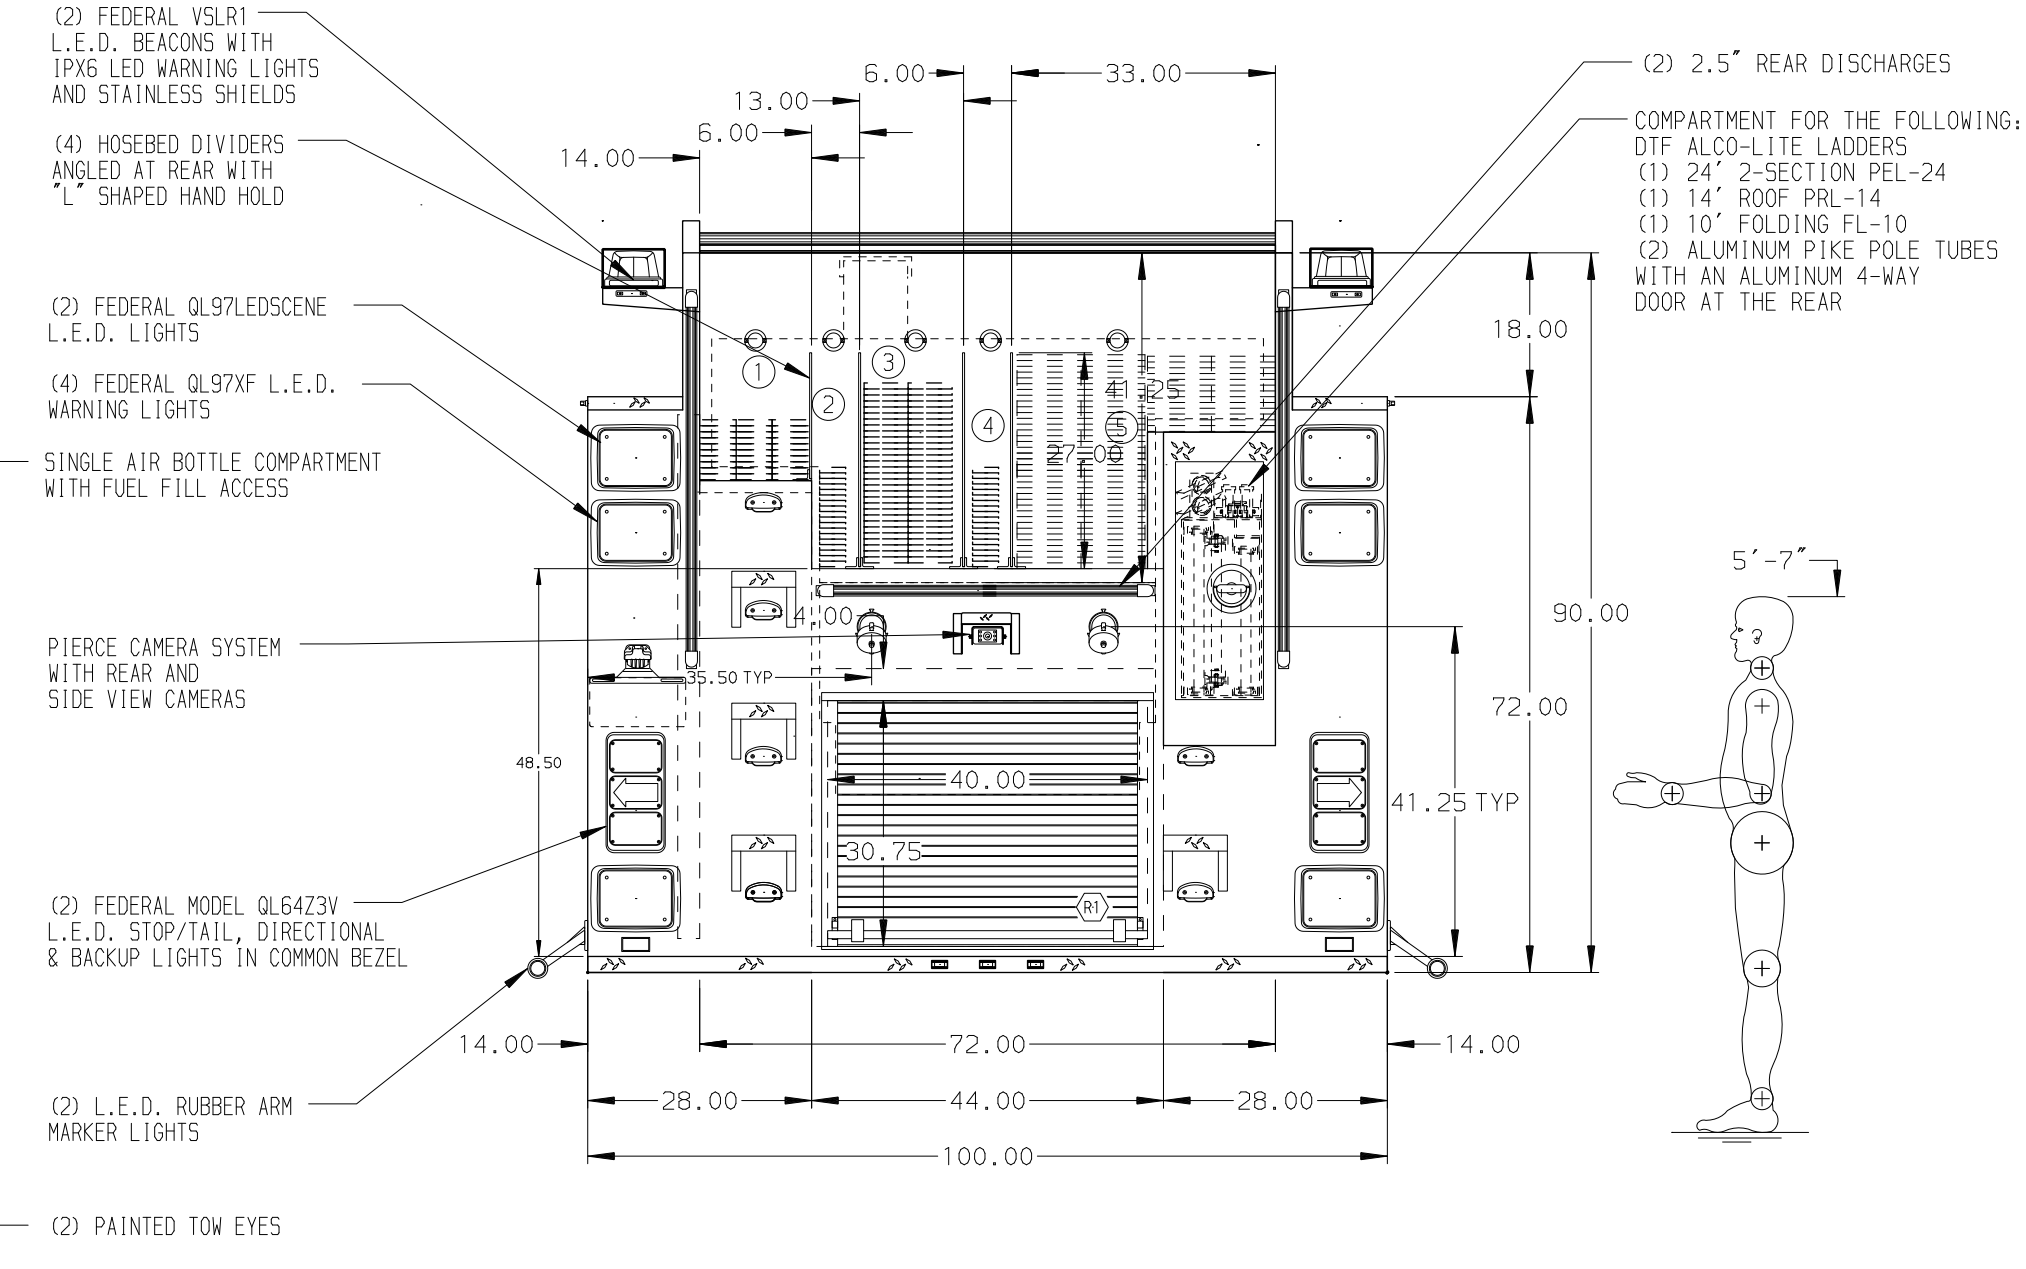 (2) FEDERAL VSLR1
L.E.D. BEACONS WITH
IPX6 LED WARNING LIGHTS
AND STAINLESS SHIELDS
(4) HOSEBED DIVIDERS
ANGLED AT REAR WITH
"L" SHAPED HAND HOLD
(2) FEDERAL QL97LEDSCENE
L.E.D. LIGHTS
(4) FEDERAL QL97XF L.E.D.
WARNING LIGHTS
SINGLE AIR BOTTLE COMPARTMENT
WITH FUEL FILL ACCESS
PIERCE CAMERA SYSTEM
WITH REAR AND
SIDE VIEW CAMERAS
(2) FEDERAL MODEL QL64Z3V
L.E.D. STOP/TAIL, DIRECTIONAL
& BACKUP LIGHTS IN COMMON BEZEL
(2) L.E.D. RUBBER ARM
MARKER LIGHTS
(2) PAINTED TOW EYES
6.00
33.00
13.00
6.00
14.00
1
2
3
4
5
41.25
27.00
4.00
35.50 TYP
48.50
40.00
30.75
R-1
14.00
72.00
14.00
28.00
44.00
28.00
100.00
(2) 2.5" REAR DISCHARGES
COMPARTMENT FOR THE FOLLOWING:
DTF ALCO-LITE LADDERS
(1) 24' 2-SECTION PEL-24
(1) 14' ROOF PRL-14
(1) 10' FOLDING FL-10
(2) ALUMINUM PIKE POLE TUBES
WITH AN ALUMINUM 4-WAY
DOOR AT THE REAR
18.00
90.00
72.00
41.25 TYP
5'-7"